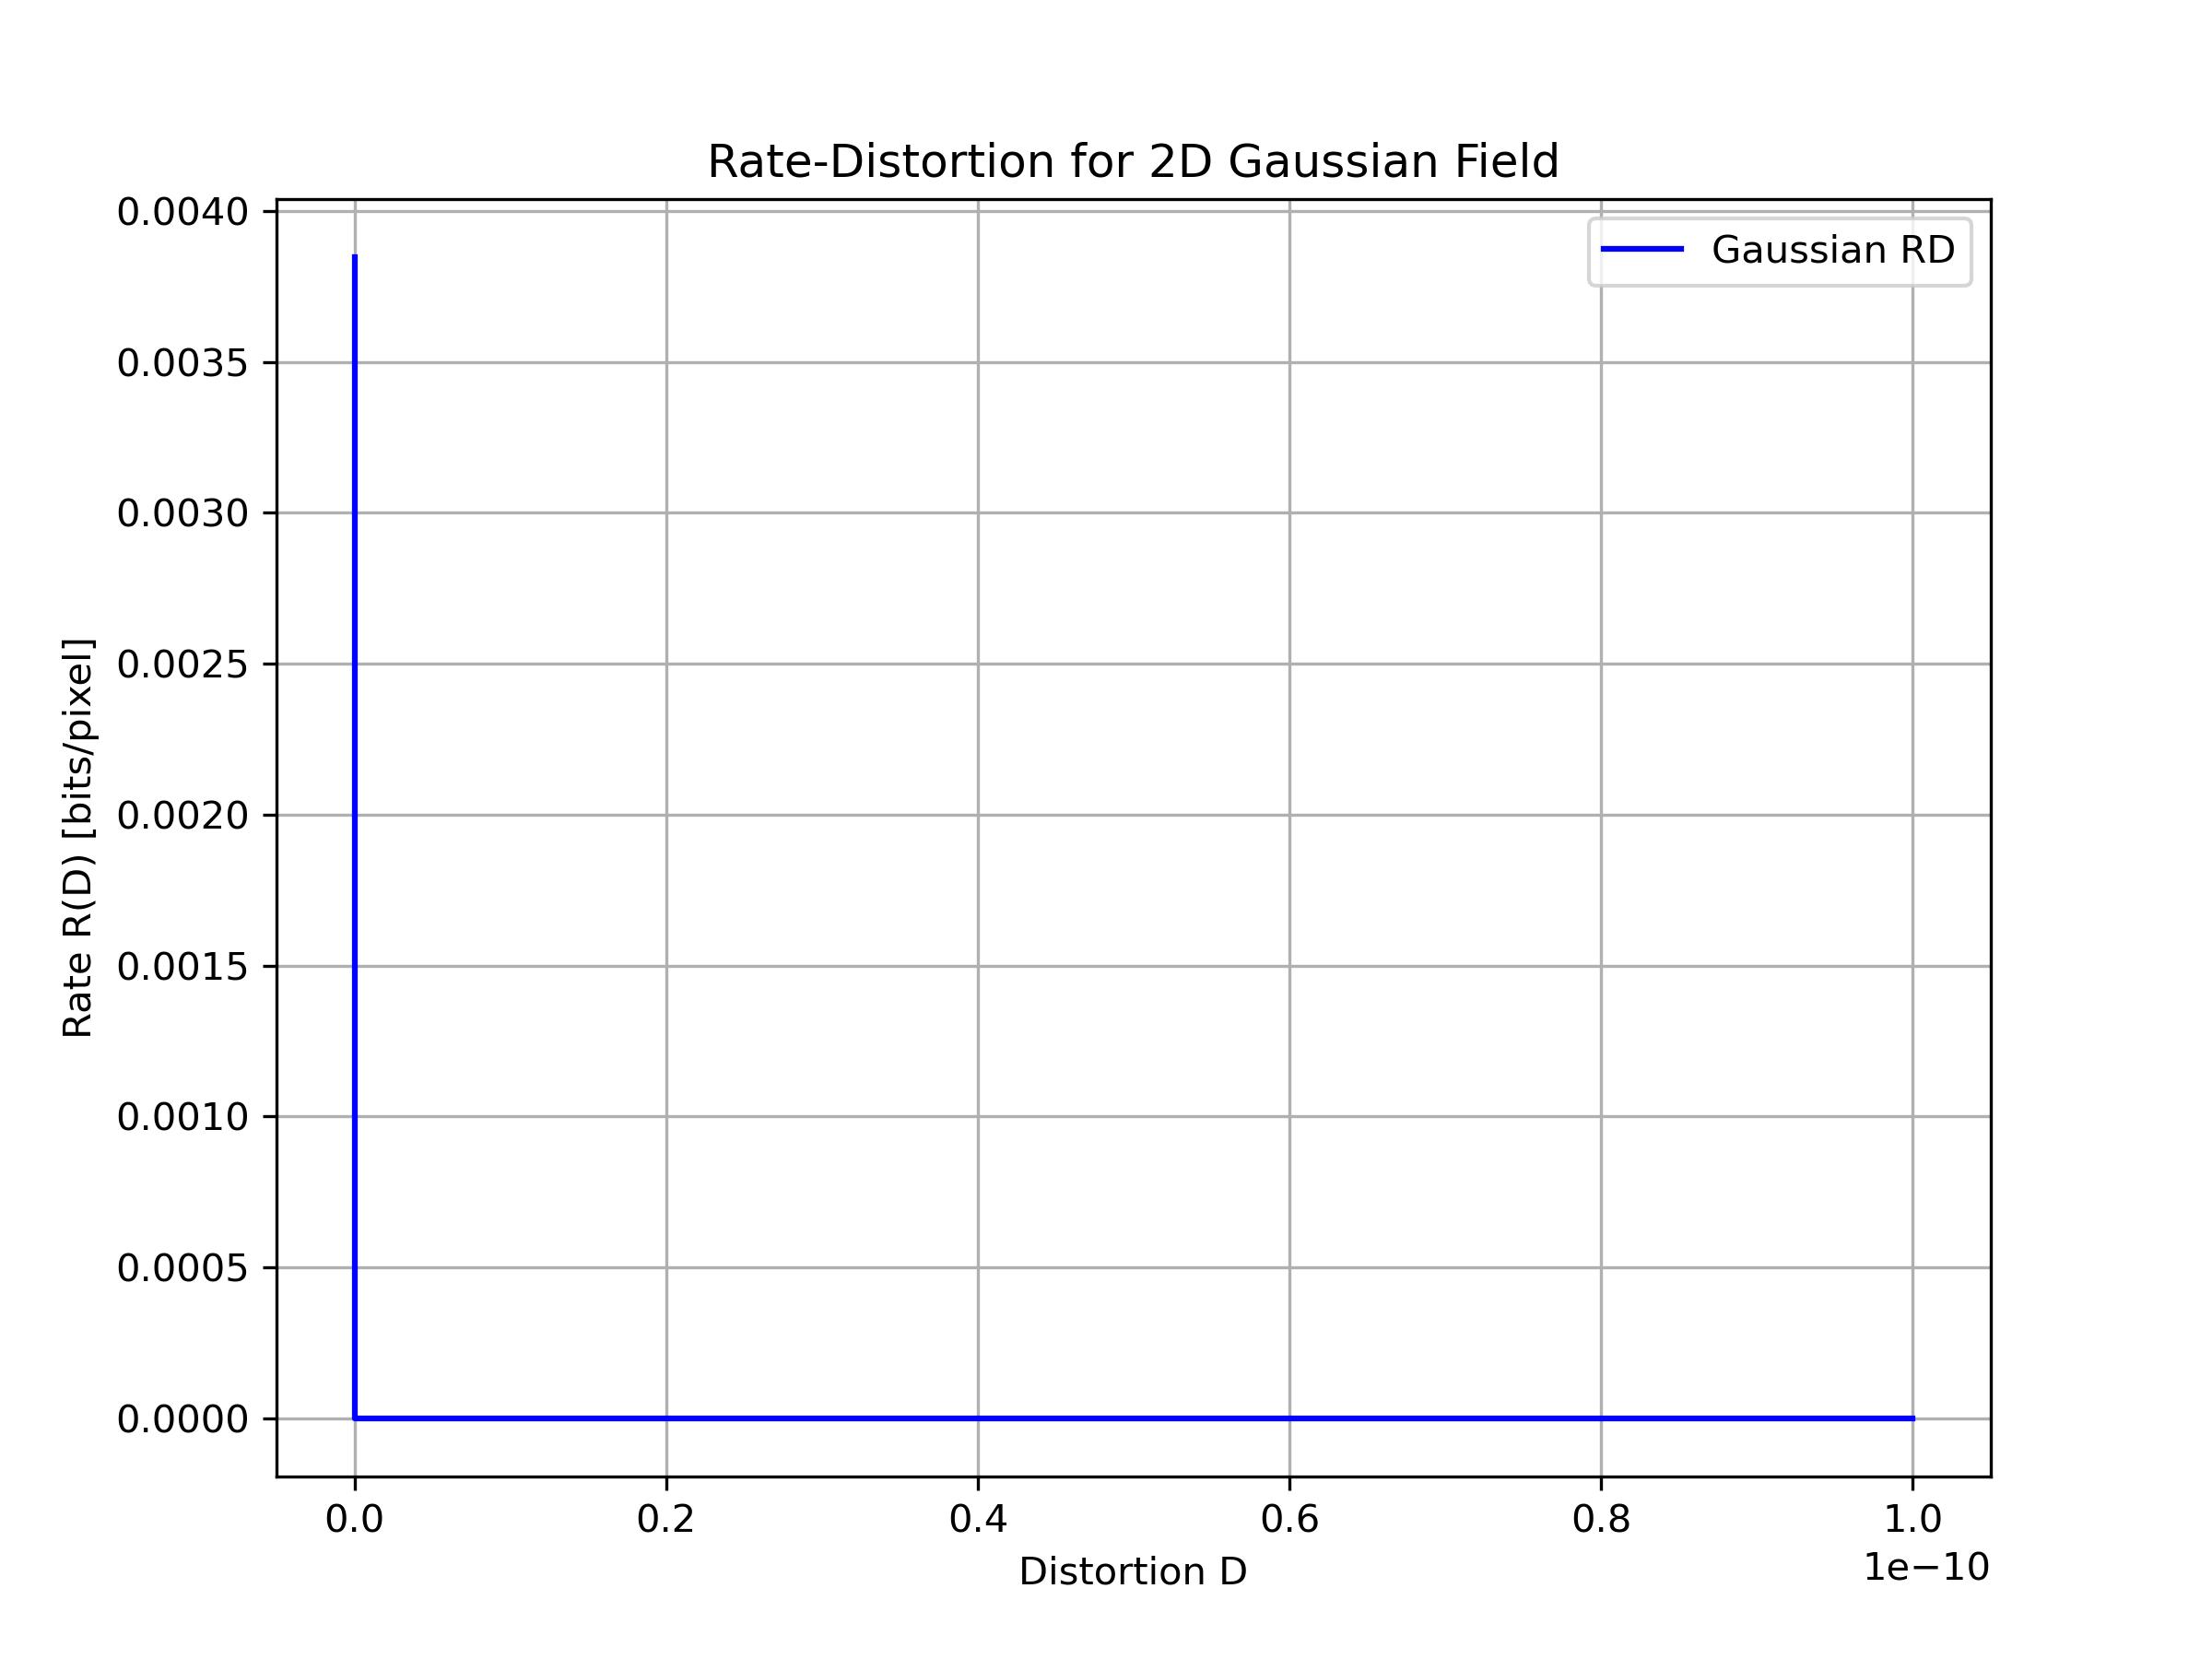 Rate-Distortion for 2D Gaussian Field
Gaussian RD
Rate R(D) [bits/pixel]
0.0040
0.0035
0.0030
0.0025
0.0020
0.0015
0.0010
0.0005
0.0000
0.0 0.2 0.4 0.6 0.8 1.0
1e−10
Distortion D